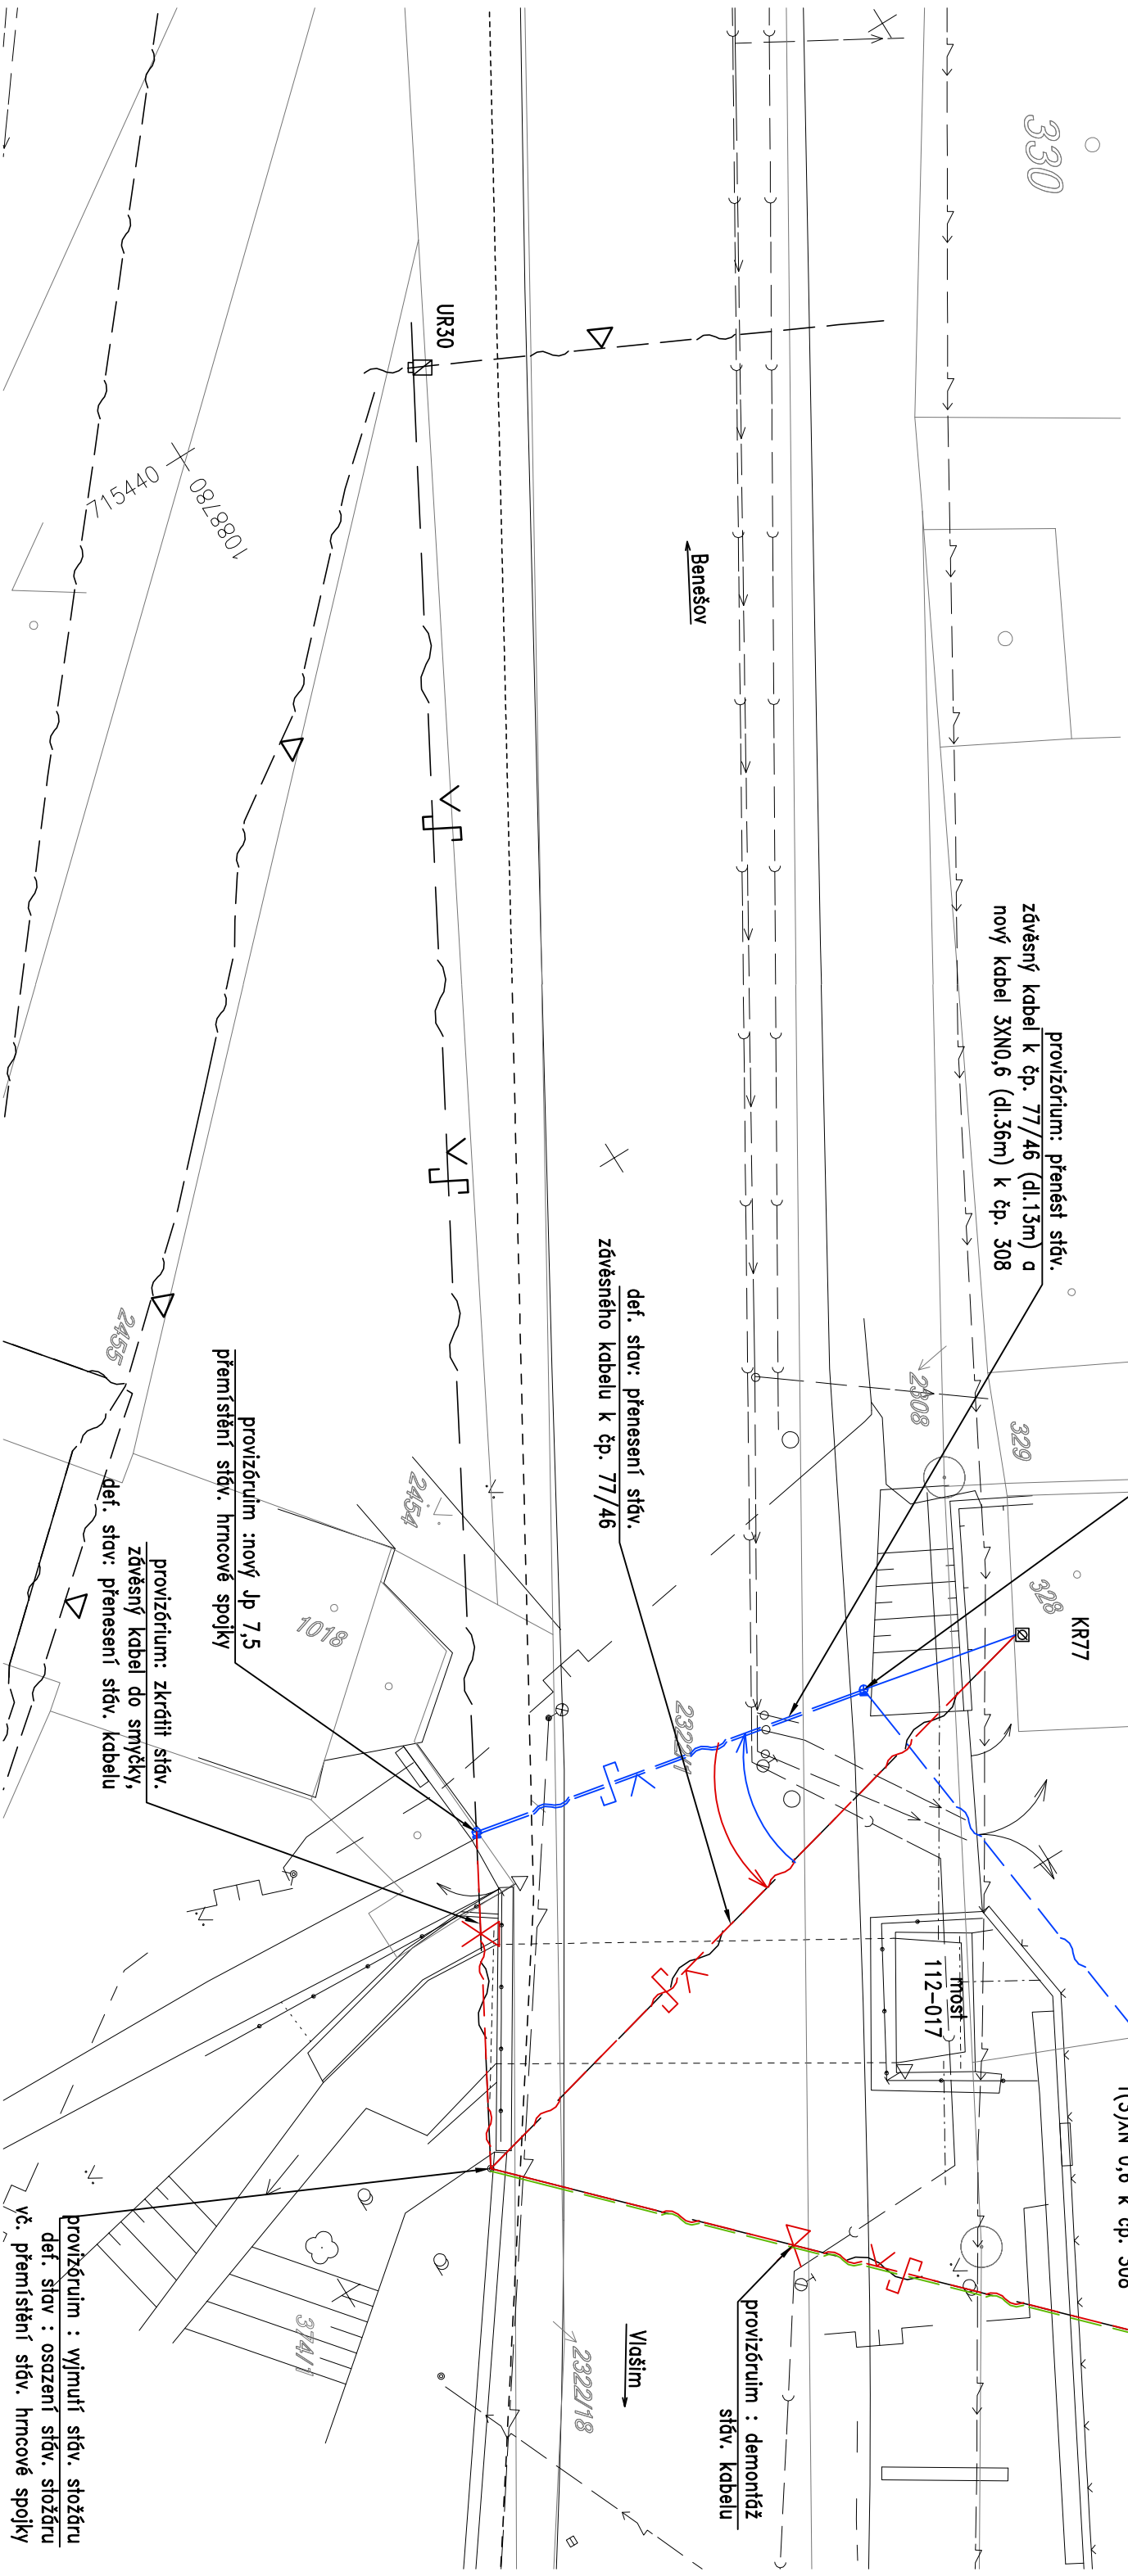 330
UR30
715440
1088780
Benešov
provizórium: přenést stáv.
závěsný kabel k čp. 77/46 (dl.13m) a
nový kabel 3XN0,6 (dl.36m) k čp. 308
def. stav: přenesení stáv.
závěsného kabelu k čp. 77/46
2455
2454
2308
329
328
KR77
provizóruim :nový Jp 7,5
přemístění stáv. hrncové spojky
1018
provizórium: zkrátit stáv.
závěsný kabel do smyčky,
def. stav: přenesení stáv. kabelu
most
112-017
Vlašim
2322/18
374/1
provizóruim : demontáž
stáv. kabelu
provizóruim : vyjmutí stáv. stožáru
def. stav : osazení stáv. stožáru
vč. přemístění stáv. hrncové spojky